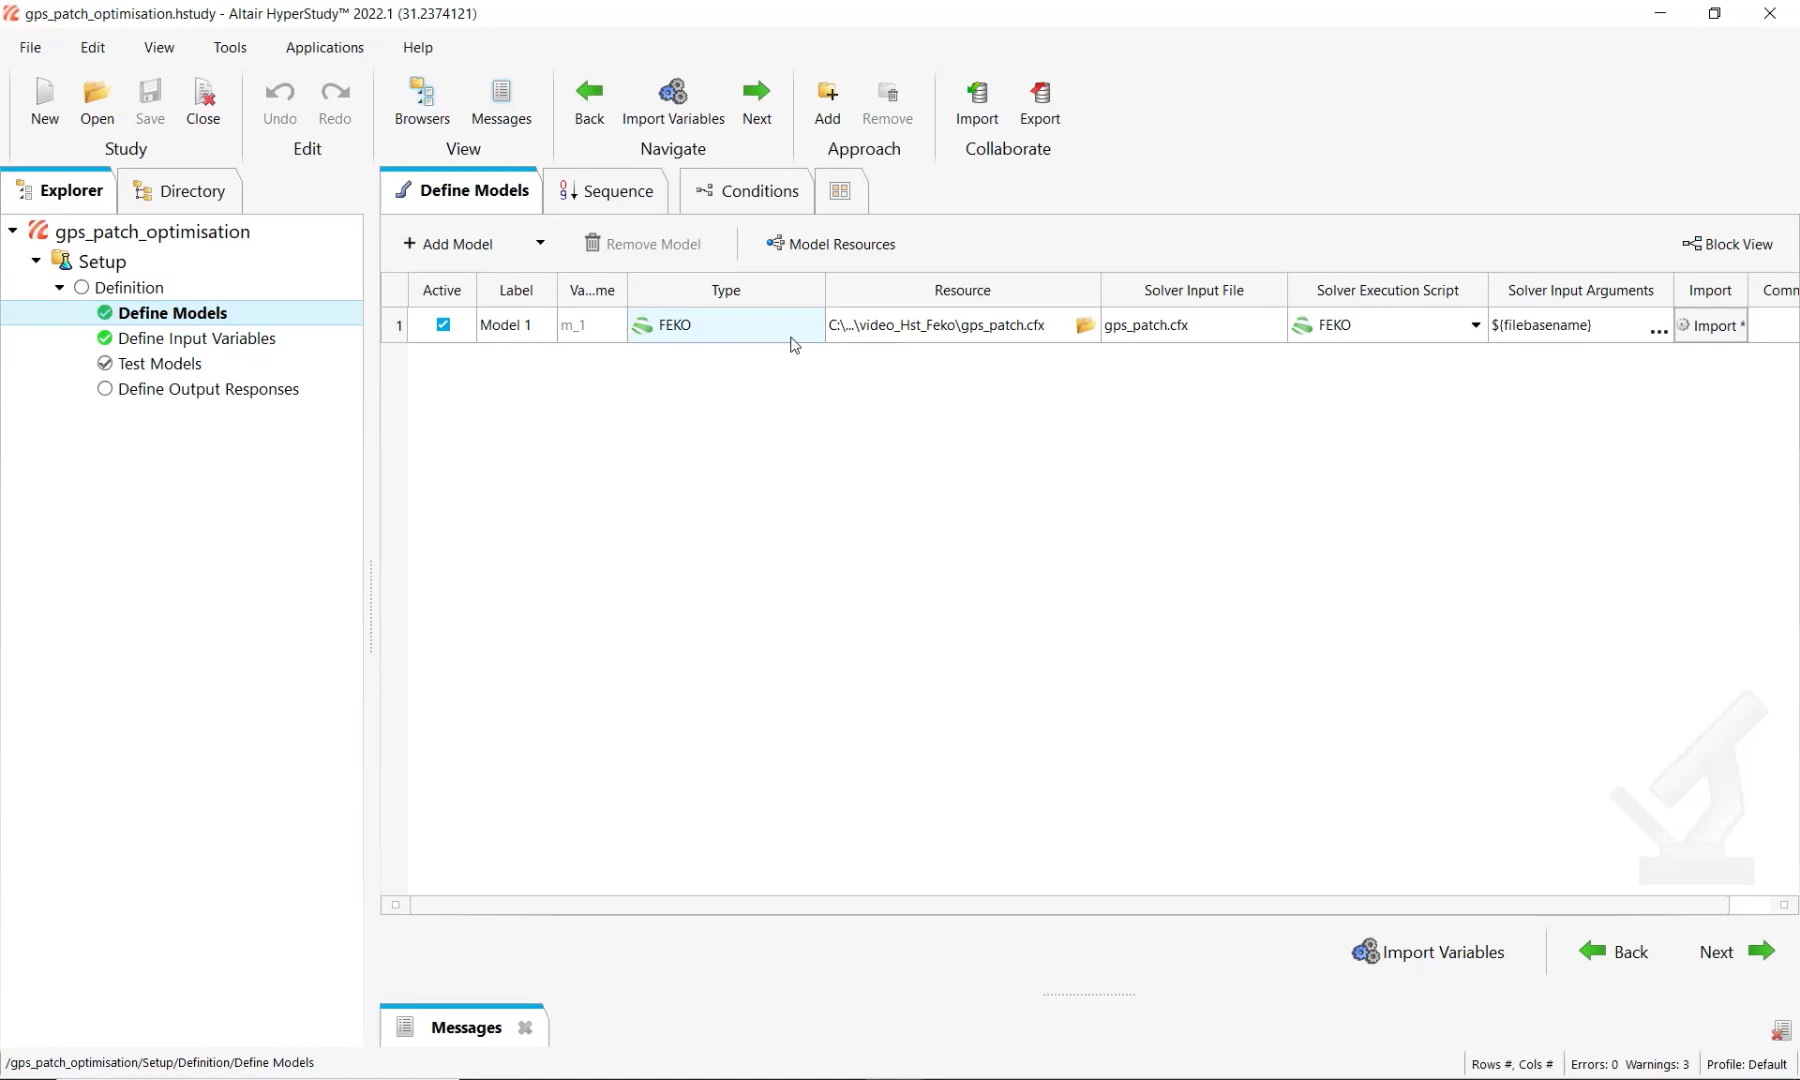 gps_patch_optimisation.hstudy - Altair HyperStudy™ 2022.1 (31.2374121)
File Edit View Tools Applications Help
New Open Save Close Undo Redo Browsers Messages Back Import Variables Next Add Remove Import Export
Study Edit View Navigate Approach Collaborate
Explorer Directory Define Models Sequence Conditions
gps_patch_optimisation
Setup
Definition
Define Models
Define Input Variables
Test Models
Define Output Responses
+ Add Model Remove Model Model Resources Block View
Active Label Va...me Type Resource Solver Input File Solver Execution Script Solver Input Arguments Import Comm
1 Model 1 m_1 FEKO C:\...\video_Hst_Feko\gps_patch.cfx gps_patch.cfx FEKO ${filebasename} ... Import *
Import Variables Back Next
Messages
/gps_patch_optimisation/Setup/Definition/Define Models Rows #, Cols # Errors: 0 Warnings: 3 Profile: Default